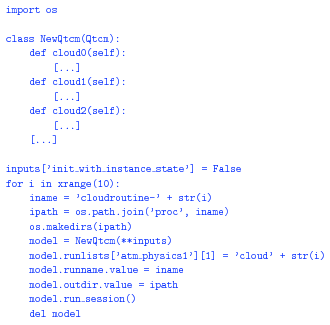 import os

class NewQtcm(Qtcm):
    def cloud0(self):
        [...]
    def cloud1(self):
        [...]
    def cloud2(self):
        [...]
    [...]

inputs['init_with_instance_state'] = False
for i in xrange(10):
    iname = 'cloudroutine-' + str(i)
    ipath = os.path.join('proc', iname)
    os.makedirs(ipath)
    model = NewQtcm(**inputs)
    model.runlists['atm_physics1'][1] = 'cloud' + str(i)
    model.runname.value = iname
    model.outdir.value = ipath
    model.run_session()
    del model